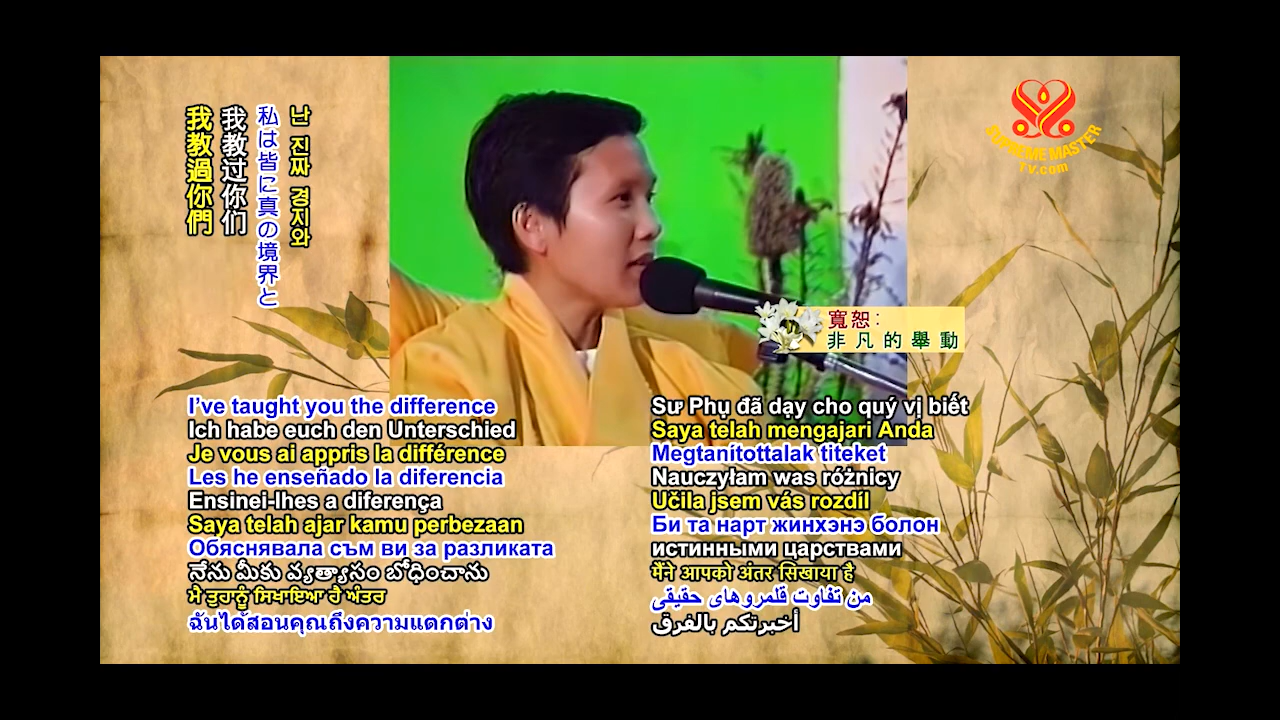 我教過你們
我教过你们
私は皆に真の境界と
난 진짜 경지와
SUPREME MASTER
TV.com
寬恕：
非凡的舉動
I’ve taught you the difference
Ich habe euch den Unterschied
Je vous ai appris la différence
Les he enseñado la diferencia
Ensinei-lhes a diferença
Saya telah ajar kamu perbezaan
Обяснявала съм ви за разликата
నేను మీకు వ్యత్యాసం బోధించాను
ਮੈ ਤੁਹਾਨੂੰ ਸਿਖਾਇਆ ਹੈ ਅੰਤਰ
ฉันได้สอนคุณถึงความแตกต่าง
Sư Phụ đã dạy cho quý vị biết
Saya telah mengajari Anda
Megtanítottalak titeket
Nauczyłam was różnicy
Učila jsem vás rozdíl
Би та нарт жинхэнэ болон
истинными царствами
मैंने आपको अंतर सिखाया है
من تفاوت قلمروهای حقیقی
أخبرتكم بالفرق